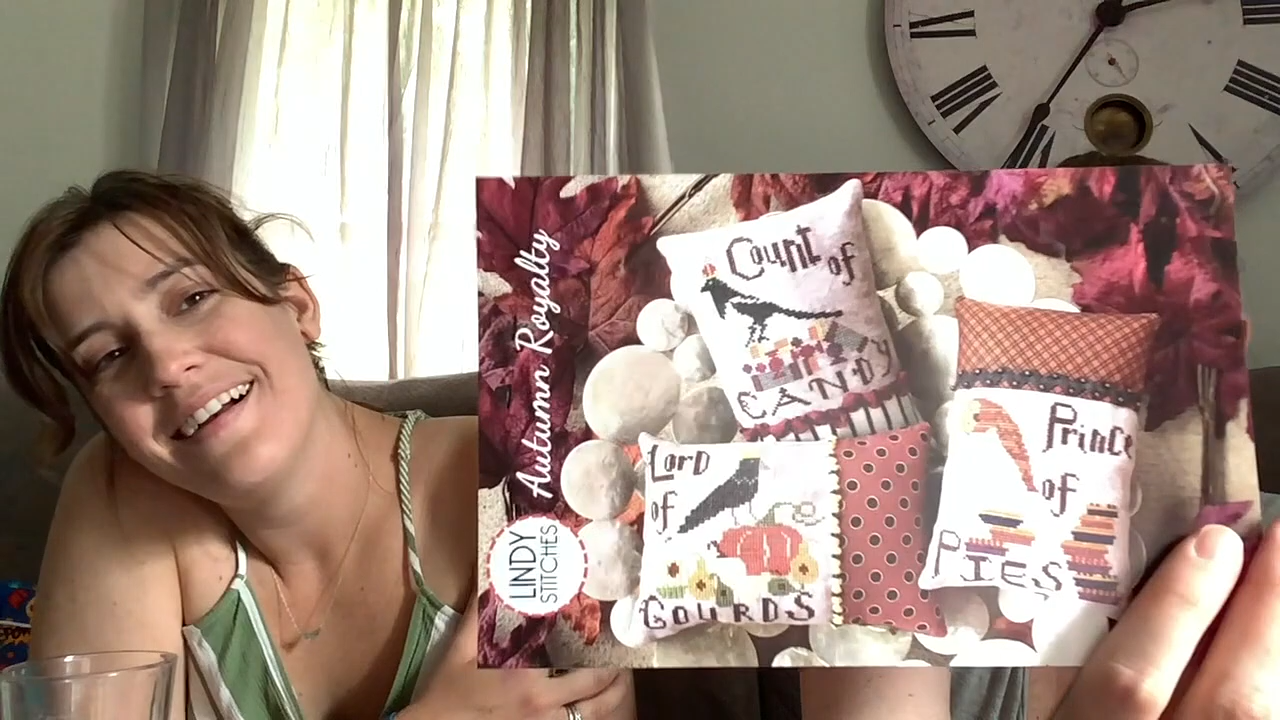 Autumn Royalty
LINDY
STITCHES
Count of
CANDY
Lord
of
GOURDS
Prince
of
PIES